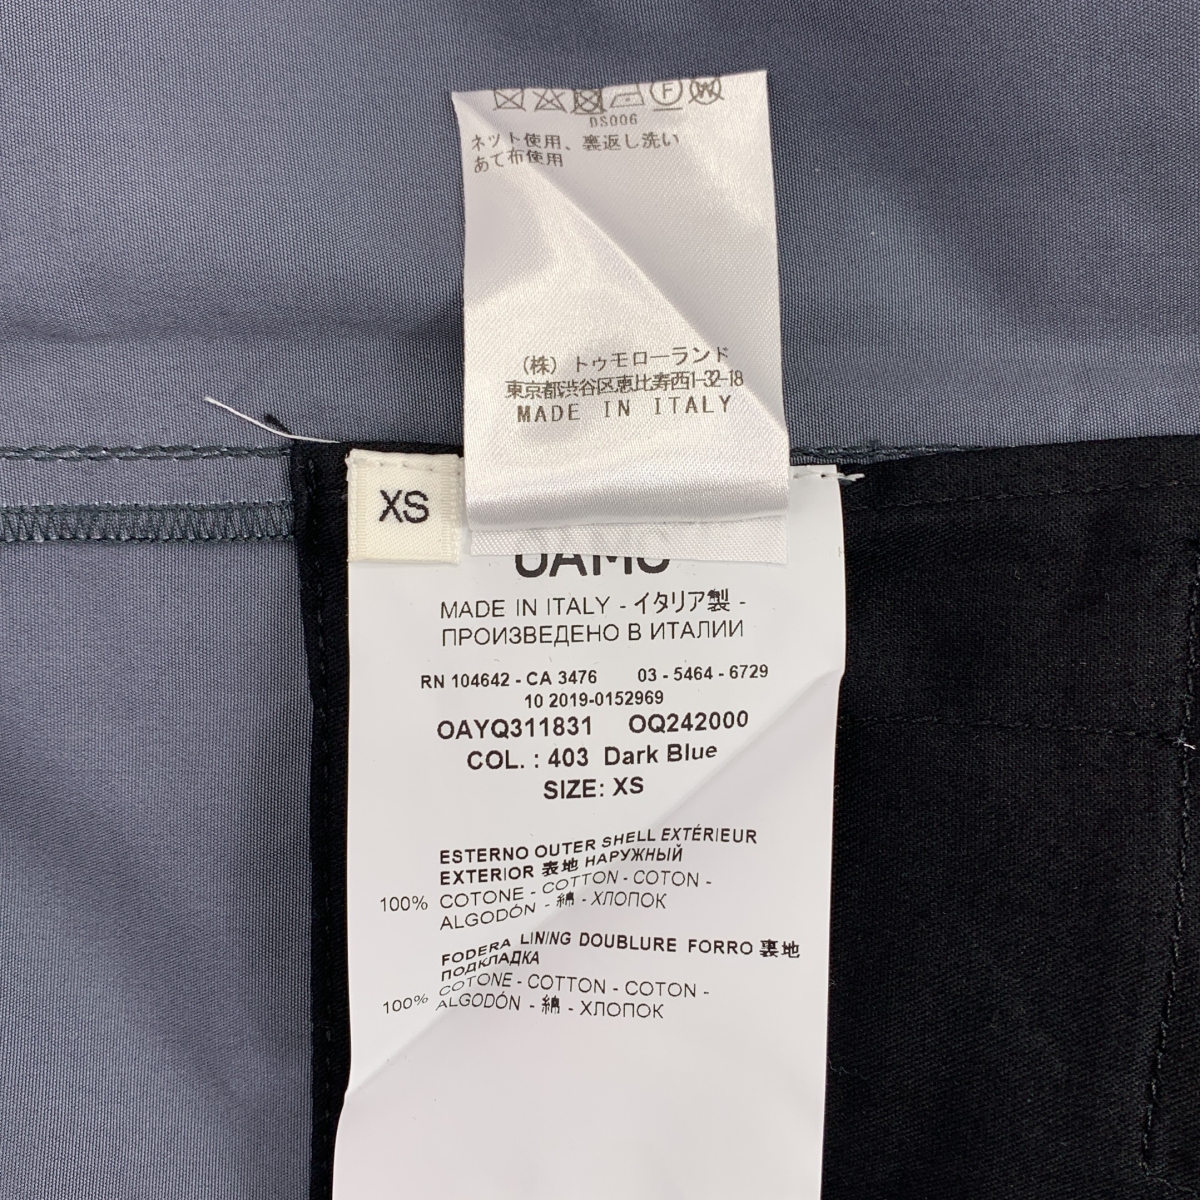 F
W
DS006
ネット使用、裏返し洗い
あて布使用
(株) トゥモローランド
東京都渋谷区恵比寿西1-32-18
MADE IN ITALY
XS
OAMC
MADE IN ITALY - イタリア製 -
ПРОИЗВЕДЕНО В ИТАЛИИ
RN 104642 - CA 3476 03 - 5464 - 6729
10 2019-0152969
OAYQ311831 OQ242000
COL. : 403 Dark Blue
SIZE: XS
ESTERNO OUTER SHELL EXTÉRIEUR
EXTERIOR 表地 НАРУЖНЫЙ
100% COTONE - COTTON - COTON -
ALGODÓN - 綿 - ХЛОПОК
FODERA LINING DOUBLURE FORRO 裏地
ПОДКЛАДКА
100% COTONE - COTTON - COTON -
ALGODÓN - 綿 - ХЛОПОК